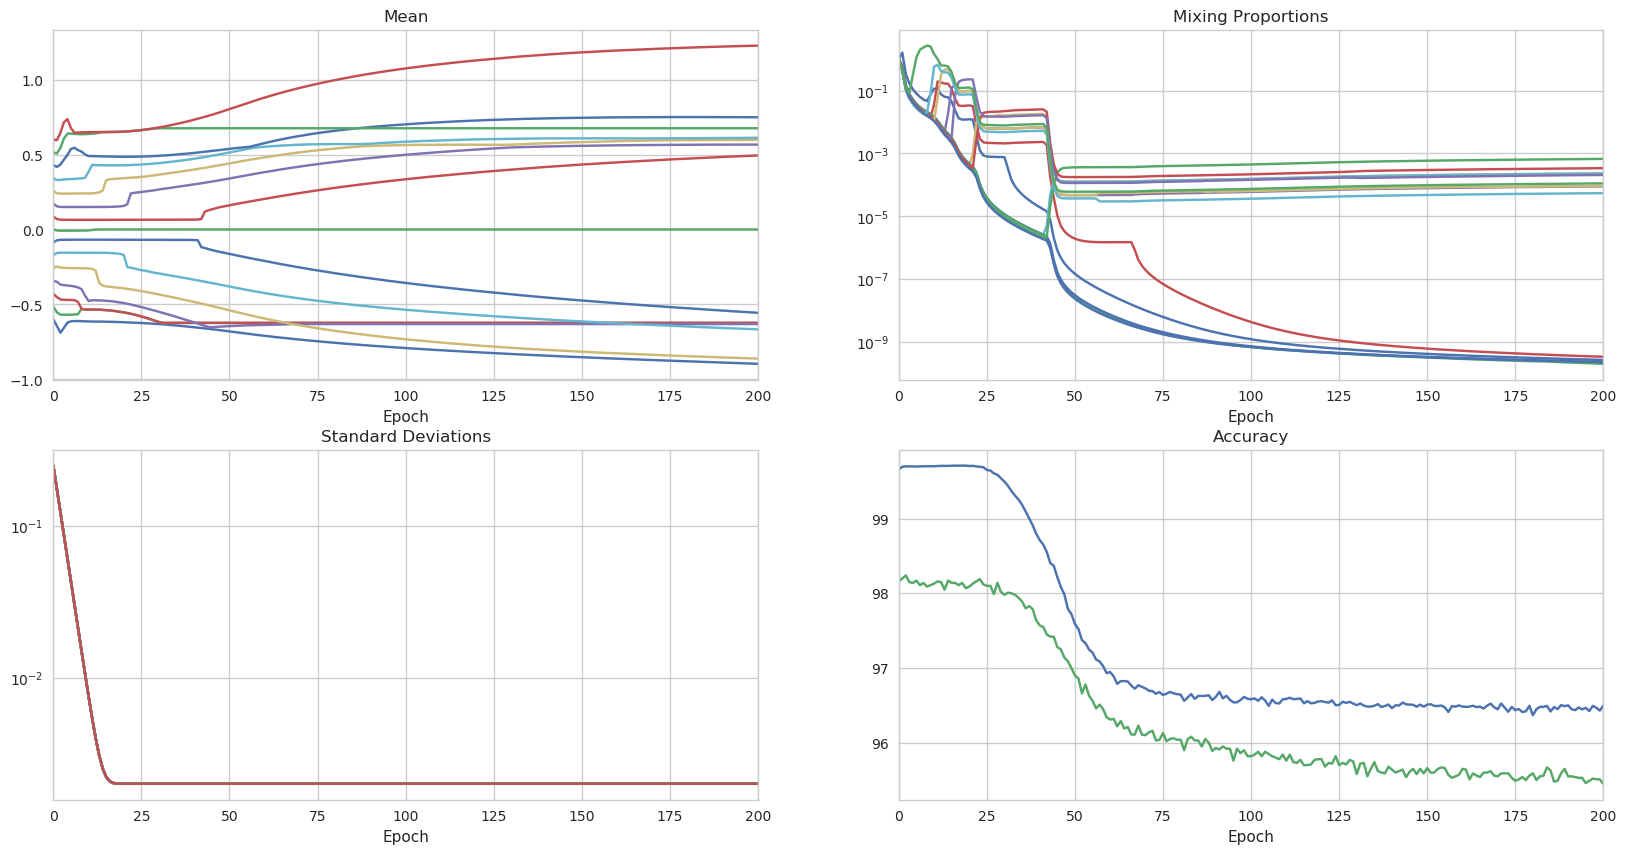 Mean
1.0
0.5
0.0
−0.5
−1.0
0 25 50 75 100 125 150 175 200
Epoch
Mixing Proportions
10⁻¹
10⁻³
10⁻⁵
10⁻⁷
10⁻⁹
0 25 50 75 100 125 150 175 200
Epoch
Standard Deviations
10⁻¹
10⁻²
0 25 50 75 100 125 150 175 200
Epoch
Accuracy
99
98
97
96
0 25 50 75 100 125 150 175 200
Epoch